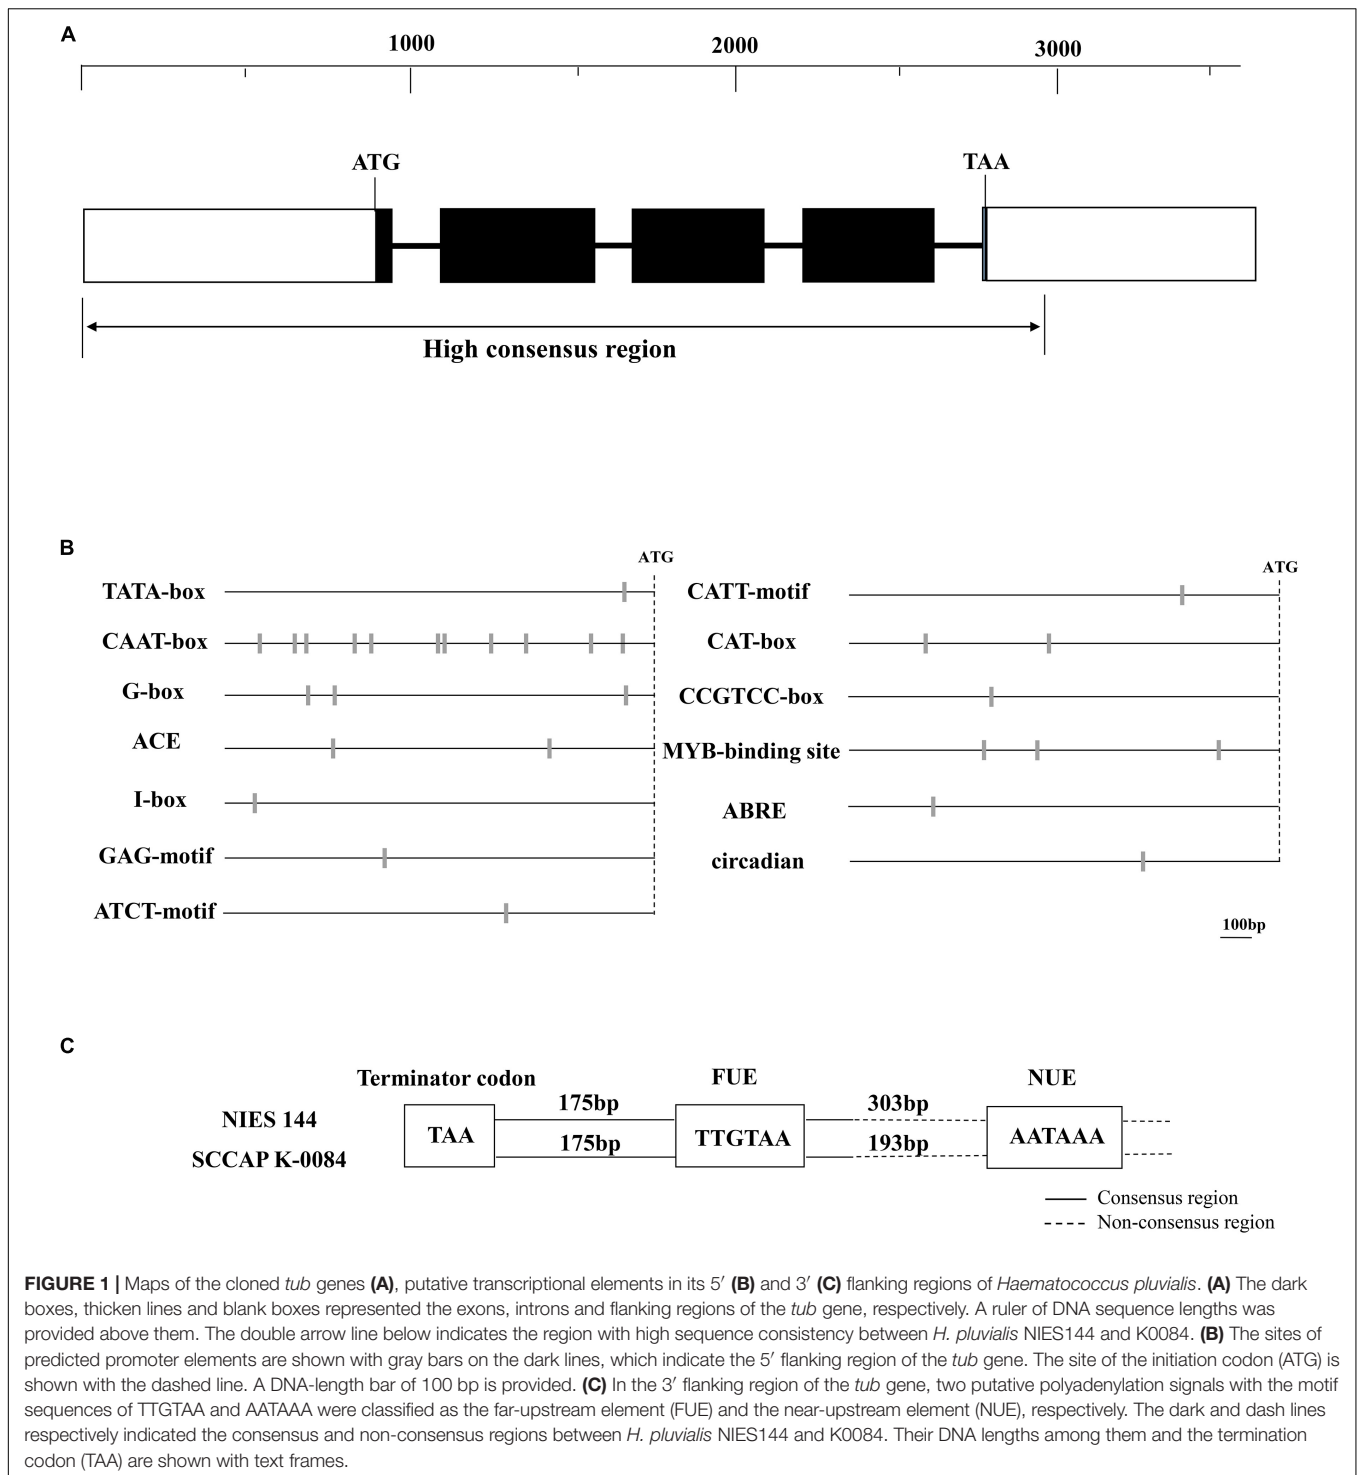 A
1000
2000
3000
ATG
TAA
High consensus region
B
ATG
TATA-box
CAAT-box
G-box
ACE
I-box
GAG-motif
ATCT-motif
ATG
CATT-motif
CAT-box
CCGTCC-box
MYB-binding site
ABRE
circadian
100bp
C
Terminator codon
FUE
NUE
NIES 144
SCCAP K-0084
TAA
175bp
175bp
TTGTAA
303bp
193bp
AATAAA
Consensus region
Non-consensus region
FIGURE 1 | Maps of the cloned tub genes (A), putative transcriptional elements in its 5′ (B) and 3′ (C) flanking regions of Haematococcus pluvialis. (A) The dark
boxes, thicken lines and blank boxes represented the exons, introns and flanking regions of the tub gene, respectively. A ruler of DNA sequence lengths was
provided above them. The double arrow line below indicates the region with high sequence consistency between H. pluvialis NIES144 and K0084. (B) The sites of
predicted promoter elements are shown with gray bars on the dark lines, which indicate the 5′ flanking region of the tub gene. The site of the initiation codon (ATG) is
shown with the dashed line. A DNA-length bar of 100 bp is provided. (C) In the 3′ flanking region of the tub gene, two putative polyadenylation signals with the motif
sequences of TTGTAA and AATAAA were classified as the far-upstream element (FUE) and the near-upstream element (NUE), respectively. The dark and dash lines
respectively indicated the consensus and non-consensus regions between H. pluvialis NIES144 and K0084. Their DNA lengths among them and the termination
codon (TAA) are shown with text frames.